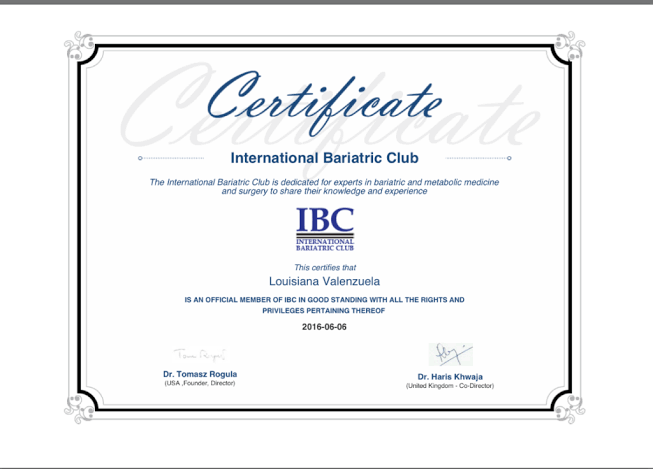 Certificate
International Bariatric Club
The International Bariatric Club is dedicated for experts in bariatric and metabolic medicine
and surgery to share their knowledge and experience
IBC
INTERNATIONAL
BARIATRIC CLUB
This certifies that
Louisiana Valenzuela
IS AN OFFICIAL MEMBER OF IBC IN GOOD STANDING WITH ALL THE RIGHTS AND
PRIVILEGES PERTAINING THEREOF
2016-06-06
Dr. Tomasz Rogula
(USA ,Founder, Director)
Dr. Haris Khwaja
(United Kingdom - Co-Director)